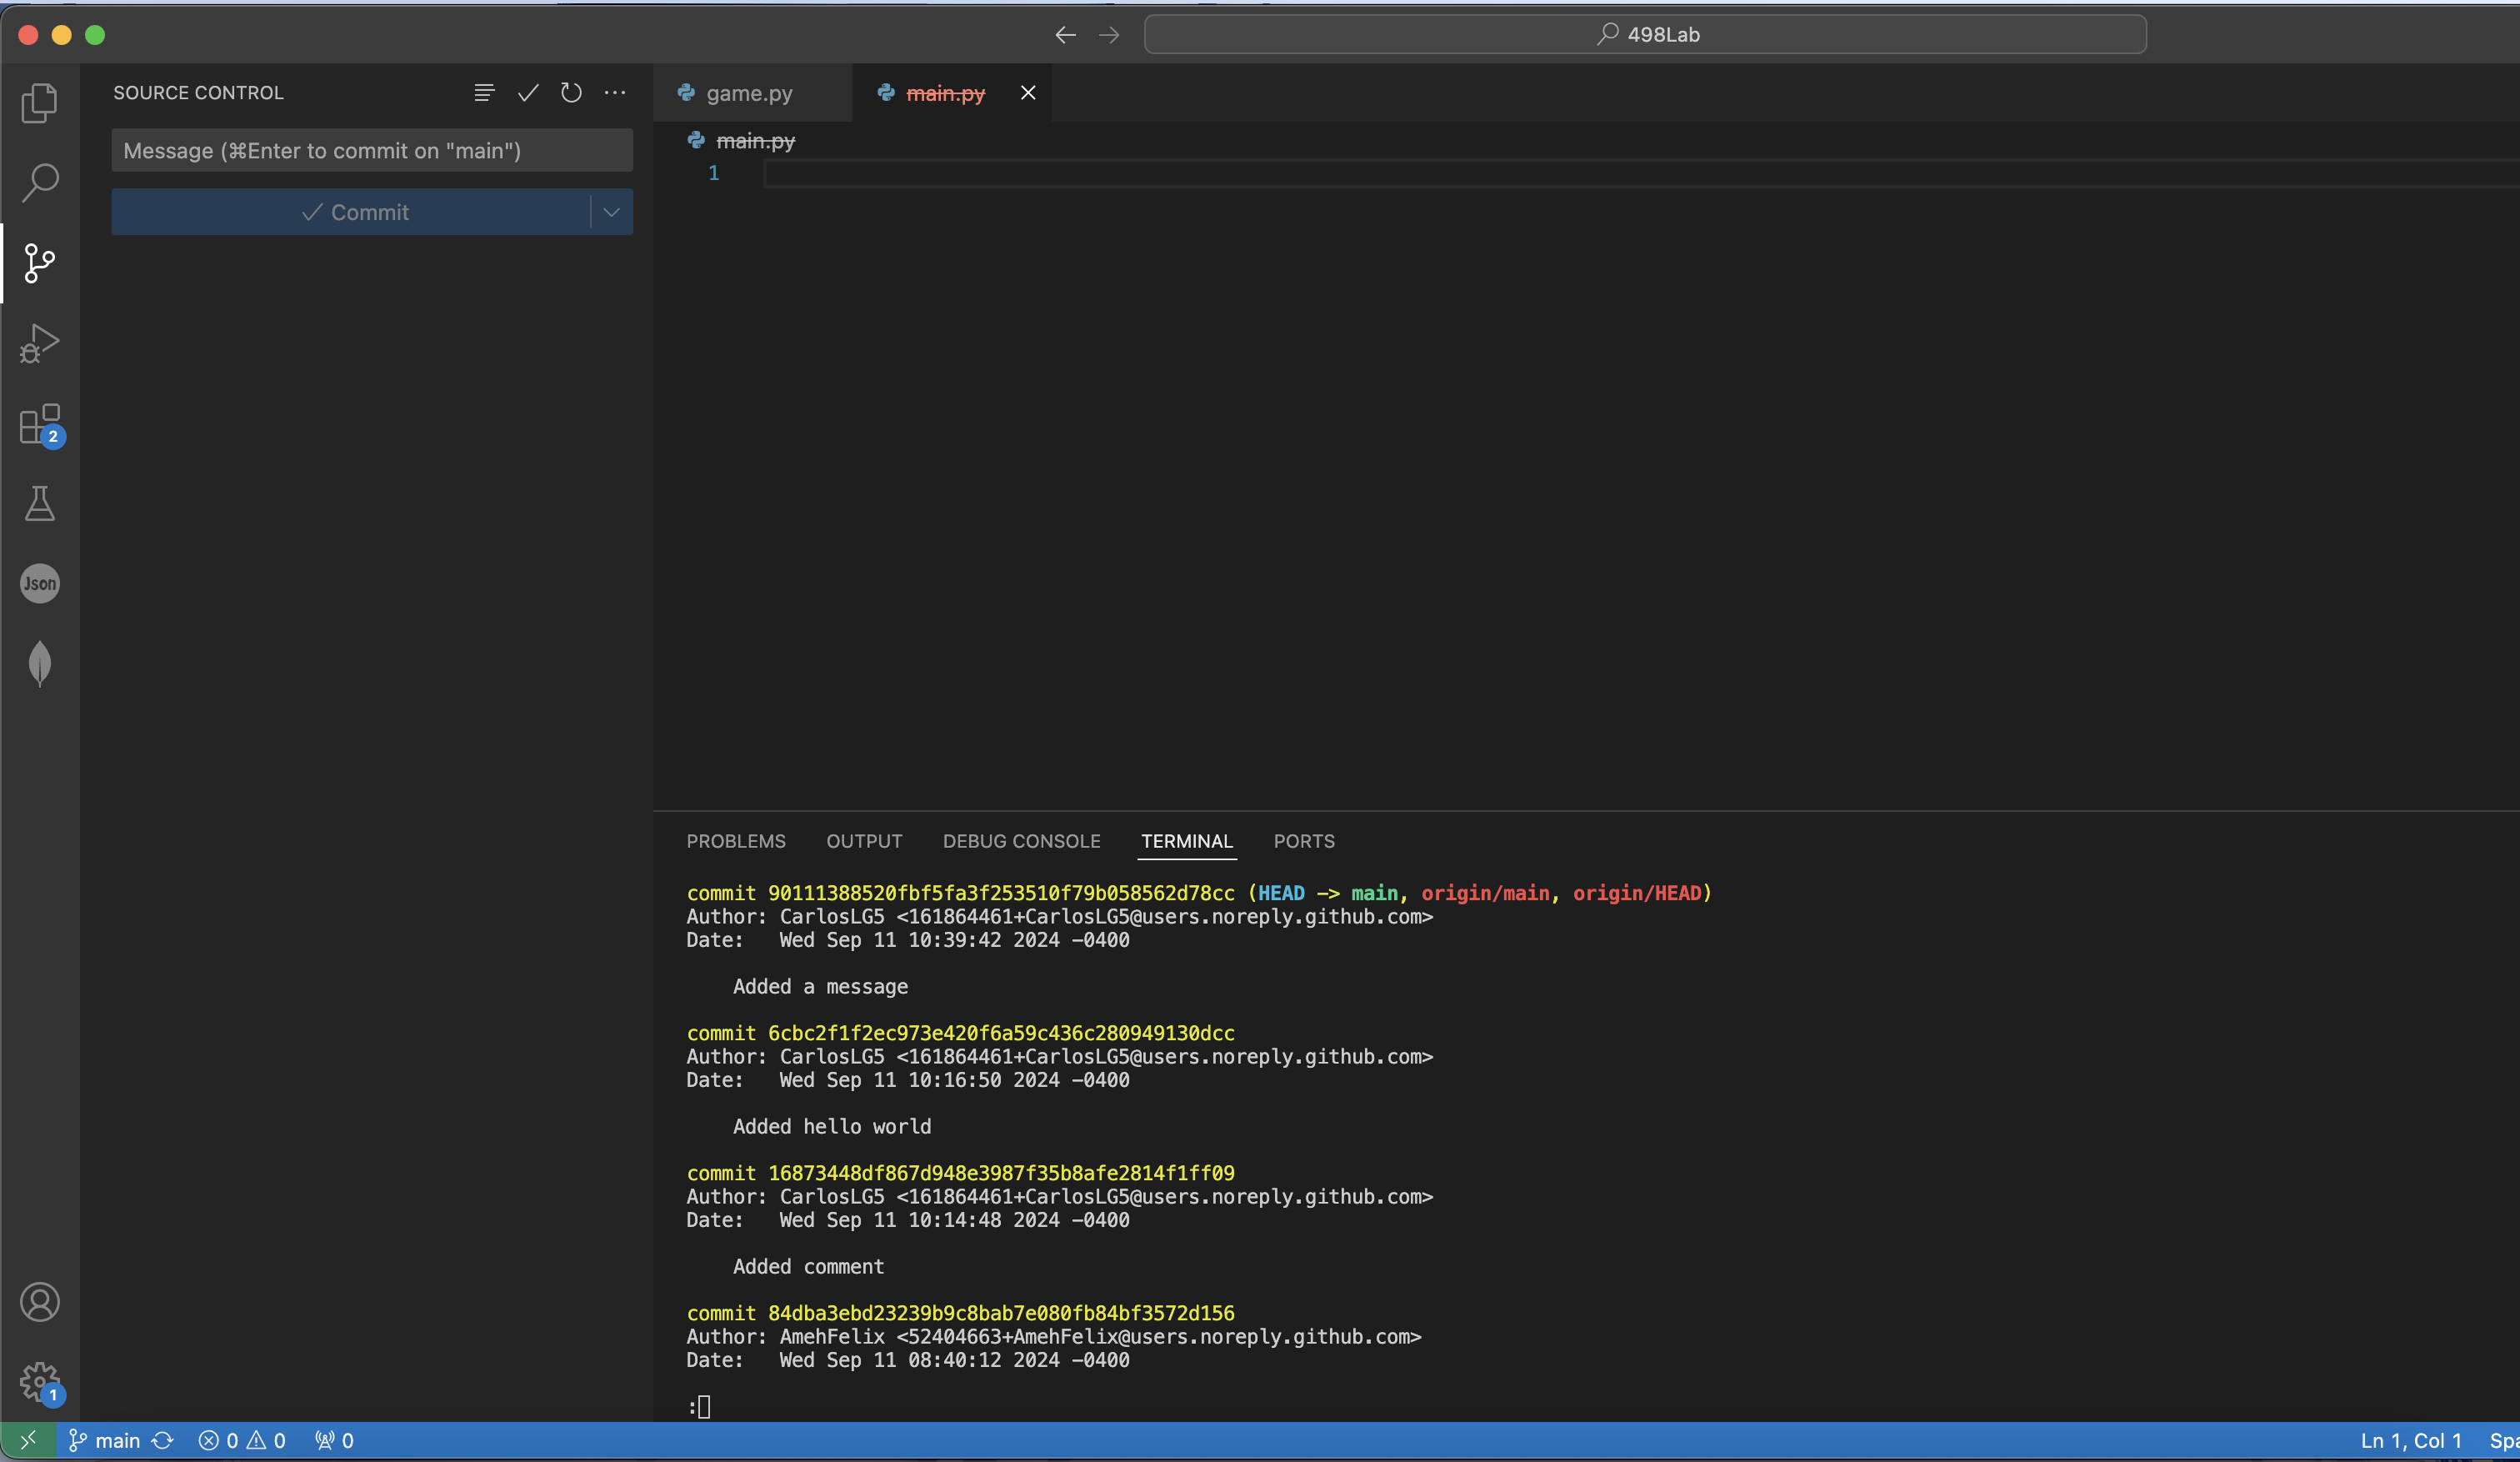 498Lab
SOURCE CONTROL
Message (⌘Enter to commit on "main")
Commit
game.py
main.py
main.py
1
2
Json
PROBLEMS OUTPUT DEBUG CONSOLE TERMINAL PORTS
commit 90111388520fbf5fa3f253510f79b058562d78cc (HEAD -> main, origin/main, origin/HEAD)
Author: CarlosLG5 <161864461+CarlosLG5@users.noreply.github.com>
Date:   Wed Sep 11 10:39:42 2024 -0400
Added a message
commit 6cbc2f1f2ec973e420f6a59c436c280949130dcc
Author: CarlosLG5 <161864461+CarlosLG5@users.noreply.github.com>
Date:   Wed Sep 11 10:16:50 2024 -0400
Added hello world
commit 16873448df867d948e3987f35b8afe2814f1ff09
Author: CarlosLG5 <161864461+CarlosLG5@users.noreply.github.com>
Date:   Wed Sep 11 10:14:48 2024 -0400
Added comment
commit 84dba3ebd23239b9c8bab7e080fb84bf3572d156
Author: AmehFelix <52404663+AmehFelix@users.noreply.github.com>
Date:   Wed Sep 11 08:40:12 2024 -0400
:
1
main 0 0 0 Ln 1, Col 1 Spa